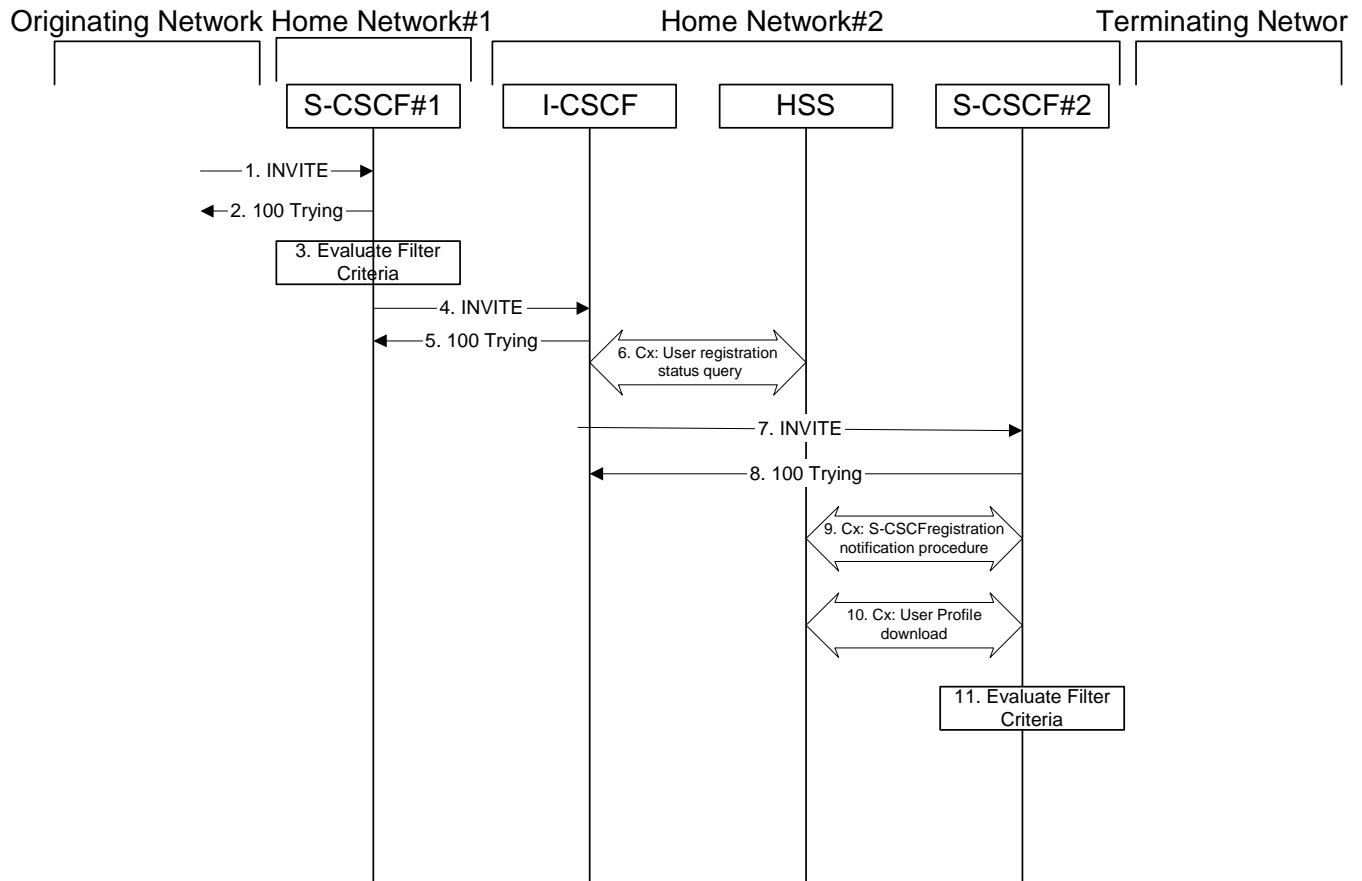 Originating Network Home Network#1 Home Network#2 Terminating Networ
S-CSCF#1 I-CSCF HSS S-CSCF#2
1. INVITE
2. 100 Trying
3. Evaluate Filter
Criteria
4. INVITE
5. 100 Trying
6. Cx: User registration
status query
7. INVITE
8. 100 Trying
9. Cx: S-CSCFregistration
notification procedure
10. Cx: User Profile
download
11. Evaluate Filter
Criteria